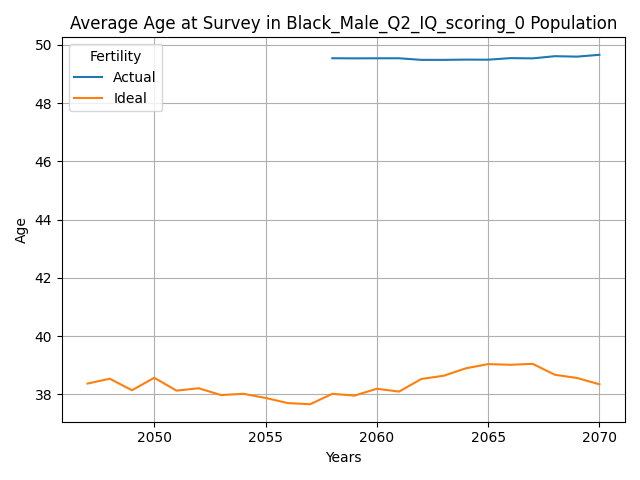 Average Age at Survey in Black_Male_Q2_IQ_scoring_0 Population
50
48
46
44
42
40
38
Age
Fertility
Actual
Ideal
2050 2055 2060 2065 2070
Years